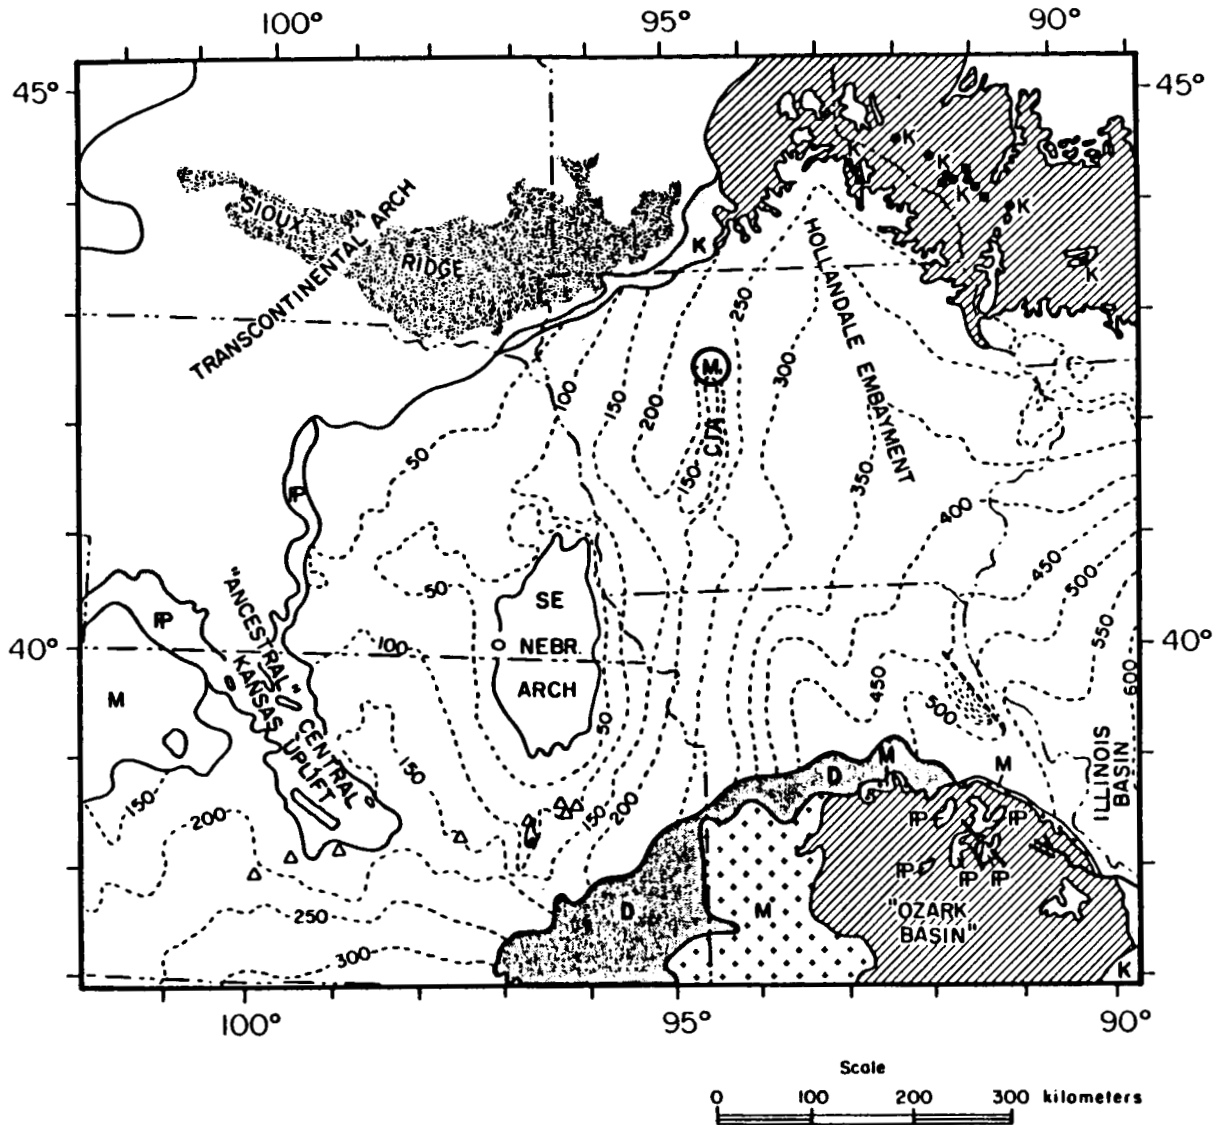 100°
95°
90°
45°
45°
K
K
K
K
K
K
SIOUX
RIDGE
TRANSCONTINENTAL ARCH
HOLLANDALE EMBAYMENT
250
M
300
100
150
200
CIA
50
150
350
P
400
450
500
50
SE
NEBR.
ARCH
0
"ANCESTRAL"
CENTRAL
KANSAS UPLIFT
P
M
40°
100
40°
550
600
450
500
50
150
150
200
150
200
D
M
M
ILLINOIS
BASIN
P
P
P
P
P
D
M
"OZARK
BASIN"
K
250
300
100°
95°
90°
Scale
0 100 200 300 kilometers